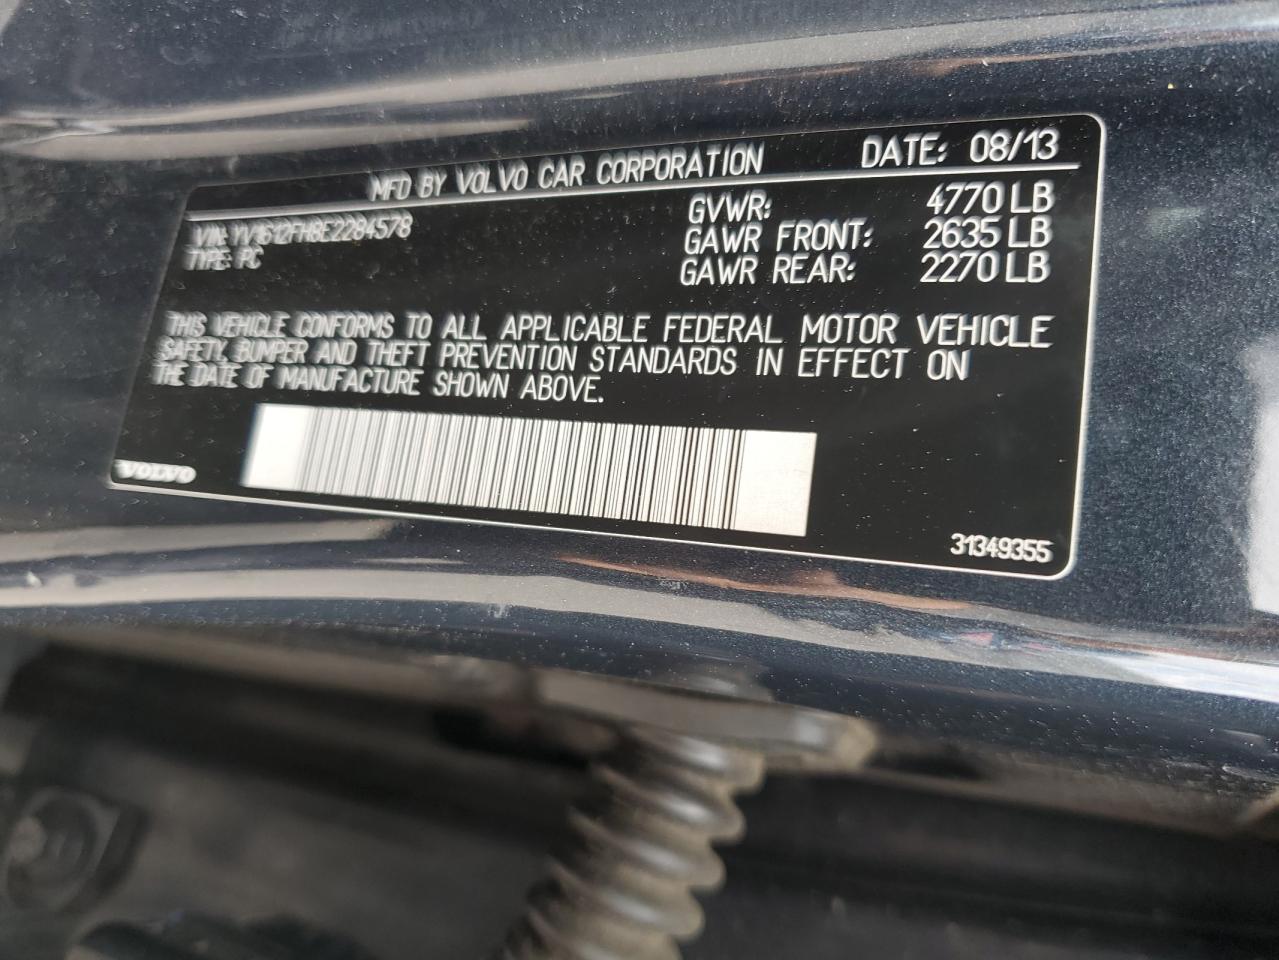 MFD BY VOLVO CAR CORPORATION DATE: 08/13
VIN: YV1612FH8E2284578 GVWR: 4770 LB
TYPE: PC GAWR FRONT: 2635 LB
GAWR REAR: 2270 LB
THIS VEHICLE CONFORMS TO ALL APPLICABLE FEDERAL MOTOR VEHICLE
SAFETY, BUMPER AND THEFT PREVENTION STANDARDS IN EFFECT ON
THE DATE OF MANUFACTURE SHOWN ABOVE.
VOLVO
31349355